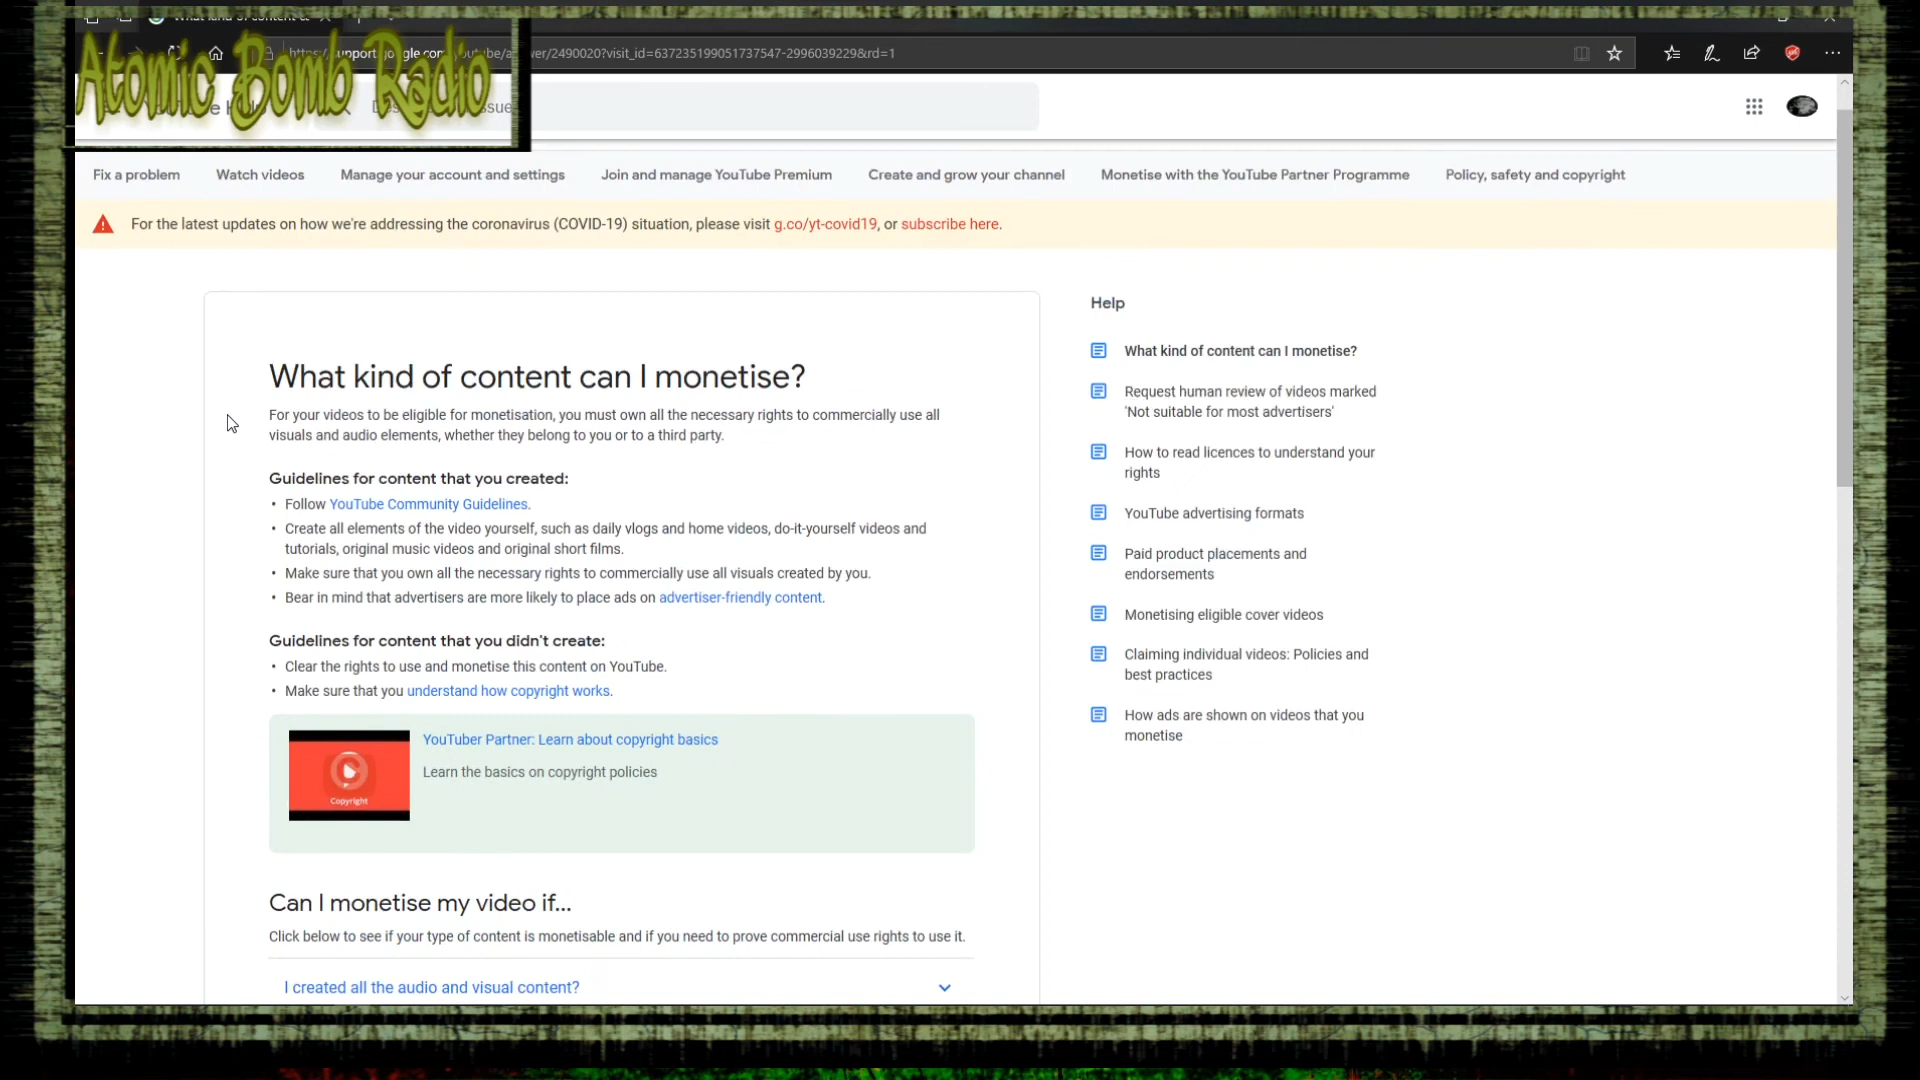 Atomic Bomb Radio
What kind of content ca
/answer/2490020?visit_id=637235199051737547-2996039229&rd=1
Fix a problem Watch videos Manage your account and settings Join and manage YouTube Premium Create and grow your channel Monetise with the YouTube Partner Programme Policy, safety and copyright
For the latest updates on how we're addressing the coronavirus (COVID-19) situation, please visit g.co/yt-covid19, or subscribe here.
What kind of content can I monetise?
For your videos to be eligible for monetisation, you must own all the necessary rights to commercially use all
visuals and audio elements, whether they belong to you or to a third party.
Guidelines for content that you created:
• Follow YouTube Community Guidelines.
• Create all elements of the video yourself, such as daily vlogs and home videos, do-it-yourself videos and
tutorials, original music videos and original short films.
• Make sure that you own all the necessary rights to commercially use all visuals created by you.
• Bear in mind that advertisers are more likely to place ads on advertiser-friendly content.
Guidelines for content that you didn't create:
• Clear the rights to use and monetise this content on YouTube.
• Make sure that you understand how copyright works.
Copyright
YouTuber Partner: Learn about copyright basics
Learn the basics on copyright policies
Can I monetise my video if...
Click below to see if your type of content is monetisable and if you need to prove commercial use rights to use it.
I created all the audio and visual content?
Help
What kind of content can I monetise?
Request human review of videos marked
'Not suitable for most advertisers'
How to read licences to understand your
rights
YouTube advertising formats
Paid product placements and
endorsements
Monetising eligible cover videos
Claiming individual videos: Policies and
best practices
How ads are shown on videos that you
monetise